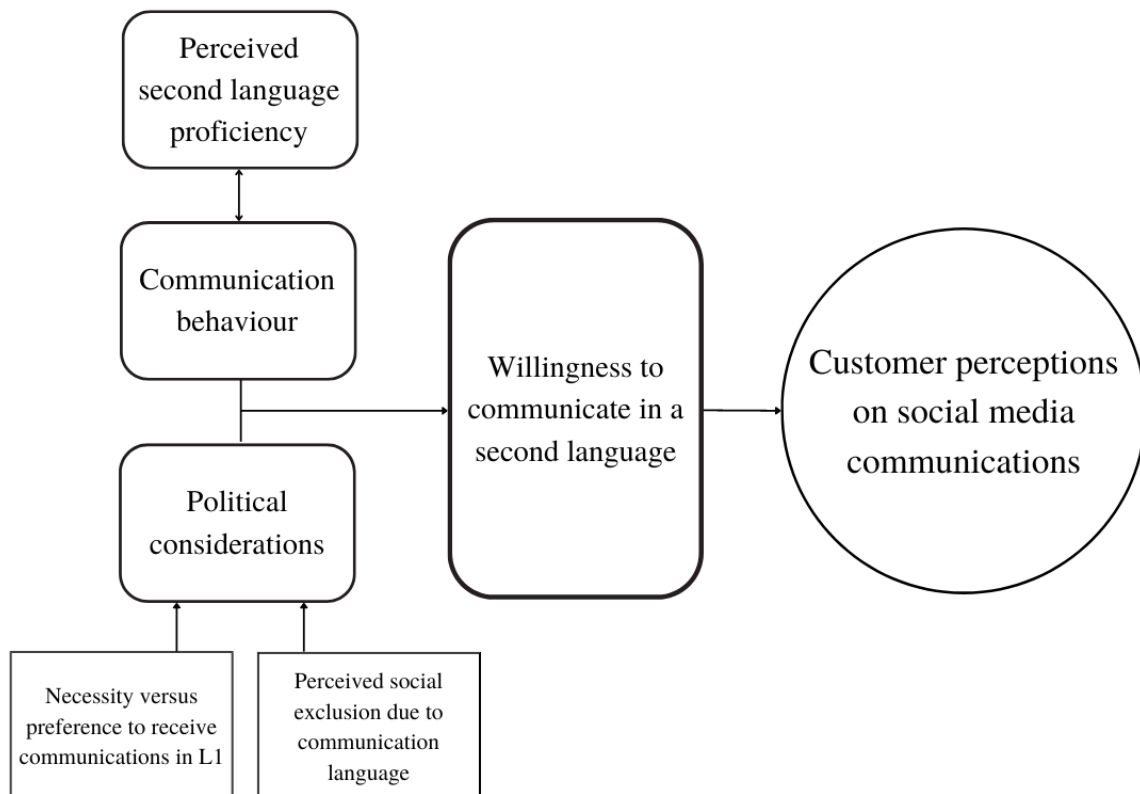 Perceived
second language
proficiency
Communication
behaviour
Political
considerations
Necessity versus
preference to receive
communications in L1
Perceived social
exclusion due to
communication
language
Willingness to
communicate in a
second language
Customer perceptions
on social media
communications